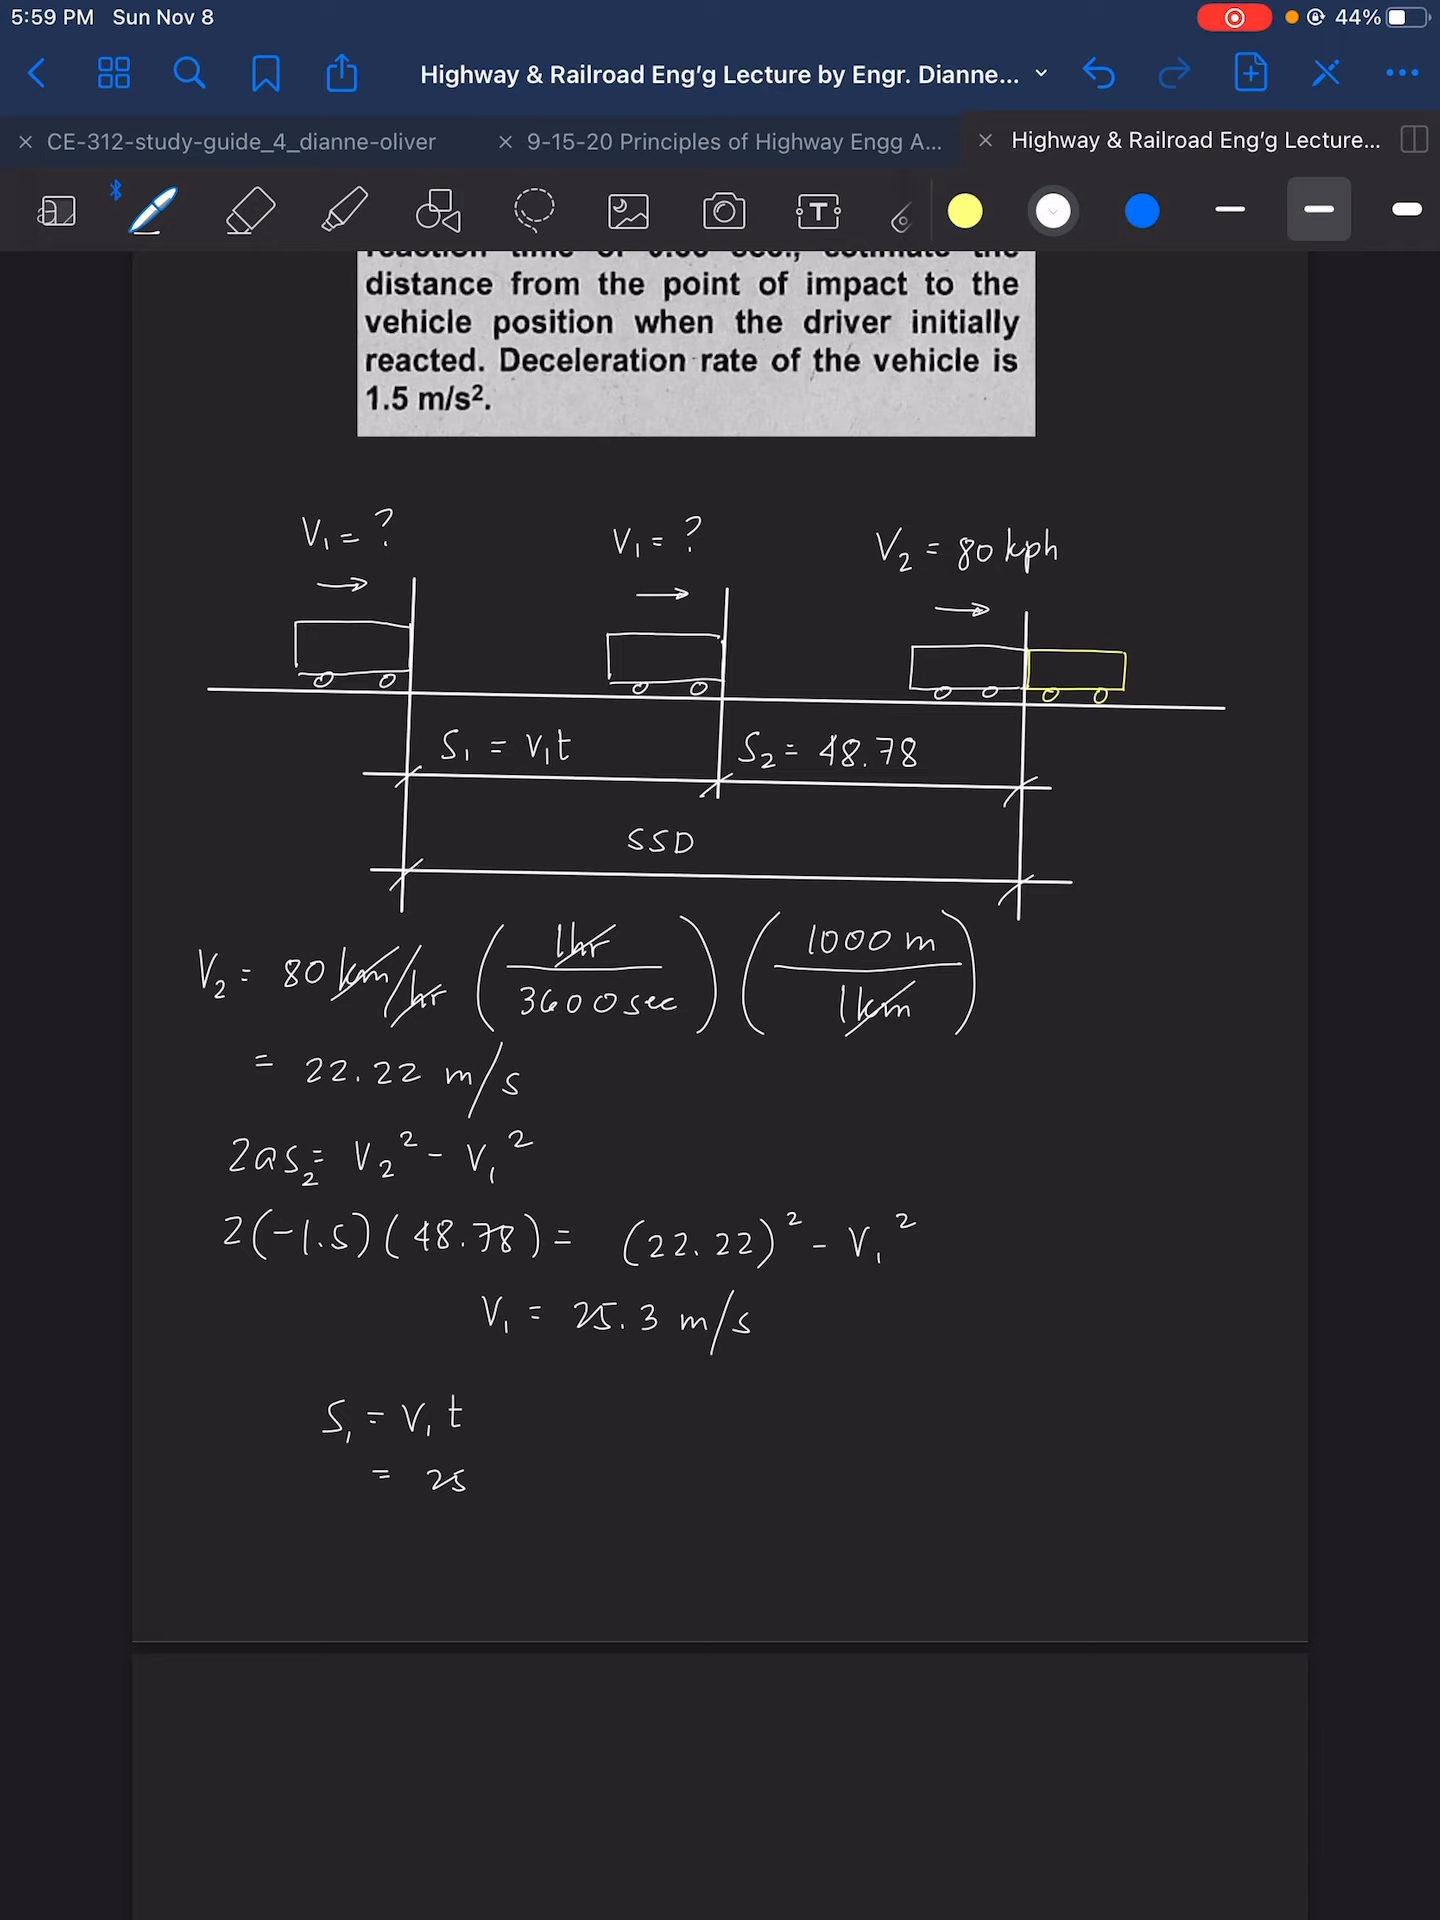 5:59 PM Sun Nov 8
44%
Highway & Railroad Eng’g Lecture by Engr. Dianne...
CE-312-study-guide_4_dianne-oliver
9-15-20 Principles of Highway Engg A...
Highway & Railroad Eng’g Lecture...
distance from the point of impact to the
vehicle position when the driver initially
reacted. Deceleration rate of the vehicle is
1.5 m/s².
V₁ = ?
V₁ = ?
V₂ = 80 kph
S₁ = V₁t
S₂ = 48.78
SSD
V₂ = 80 km/hr (1hr / 3600 sec) (1000 m / 1km)
= 22.22 m/s
2as₂ = V₂² - V₁²
2(-1.5)(48.78) = (22.22)² - V₁²
V₁ = 25.3 m/s
S₁ = V₁ t
= 25